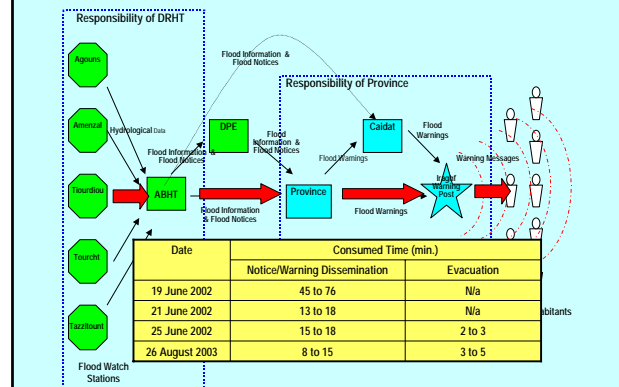 Responsibility of DRHT
Agouns
Amenzal
Tiourdiou
Tourcht
Tazzitount
Flood Watch
Stations
Hydrological Data
ABHT
Flood Information &
Flood Notices
DPE
Flood Information &
Flood Notices
Flood
Information &
Flood Notices
Flood Information
& Flood Notices
Responsibility of Province
Province
Caidat
Flood Warnings
Flood
Warnings
Flood Warnings
Iraghf
Warning
Post
Warning Messages
abitants
Date Consumed Time (min.)
Notice/Warning Dissemination Evacuation
19 June 2002 45 to 76 N/a
21 June 2002 13 to 18 N/a
25 June 2002 15 to 18 2 to 3
26 August 2003 8 to 15 3 to 5